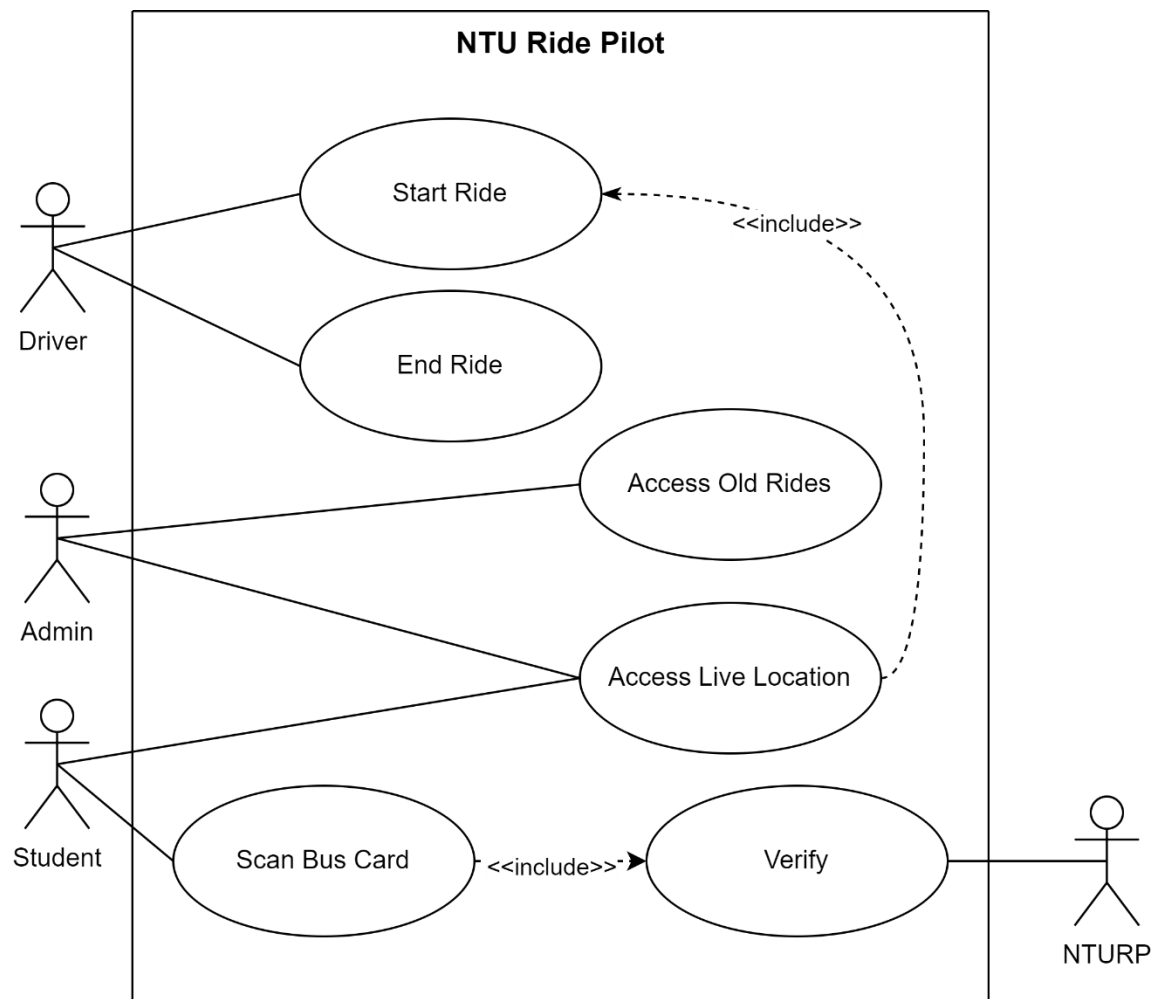 NTU Ride Pilot
Start Ride
<<include>>
Driver
End Ride
Access Old Rides
Admin
Access Live Location
Student
Scan Bus Card
<<include>>
Verify
NTURP